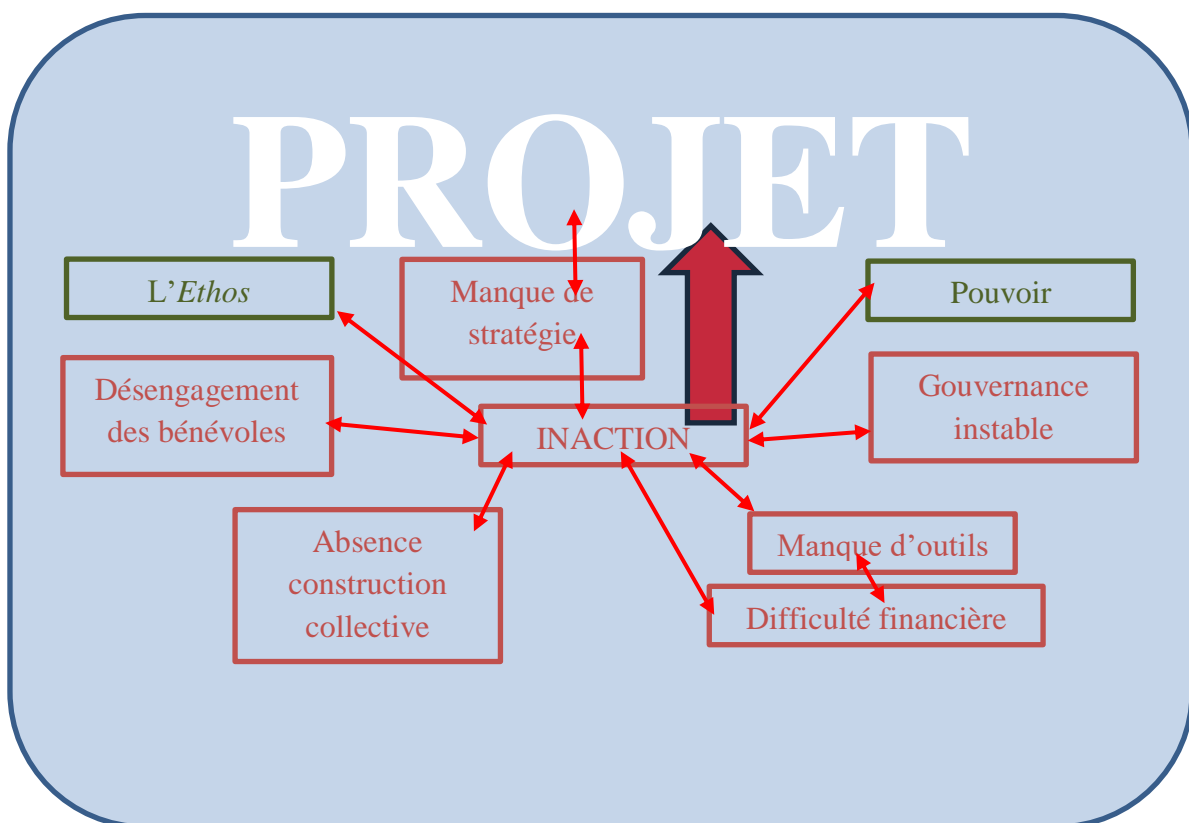 PROJET
L'Ethos
Manque de
stratégie
Pouvoir
Désengagement
des bénévoles
INACTION
Gouvernance
instable
Absence
construction
collective
Manque d'outils
Difficulté financière